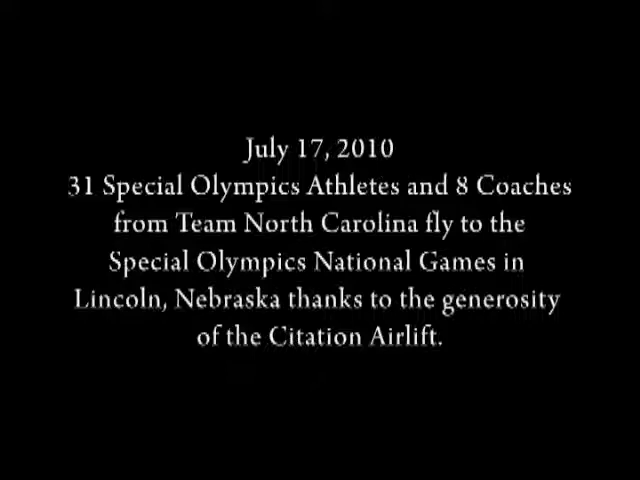 July 17, 2010
31 Special Olympics Athletes and 8 Coaches
from Team North Carolina fly to the
Special Olympics National Games in
Lincoln, Nebraska thanks to the generosity
of the Citation Airlift.